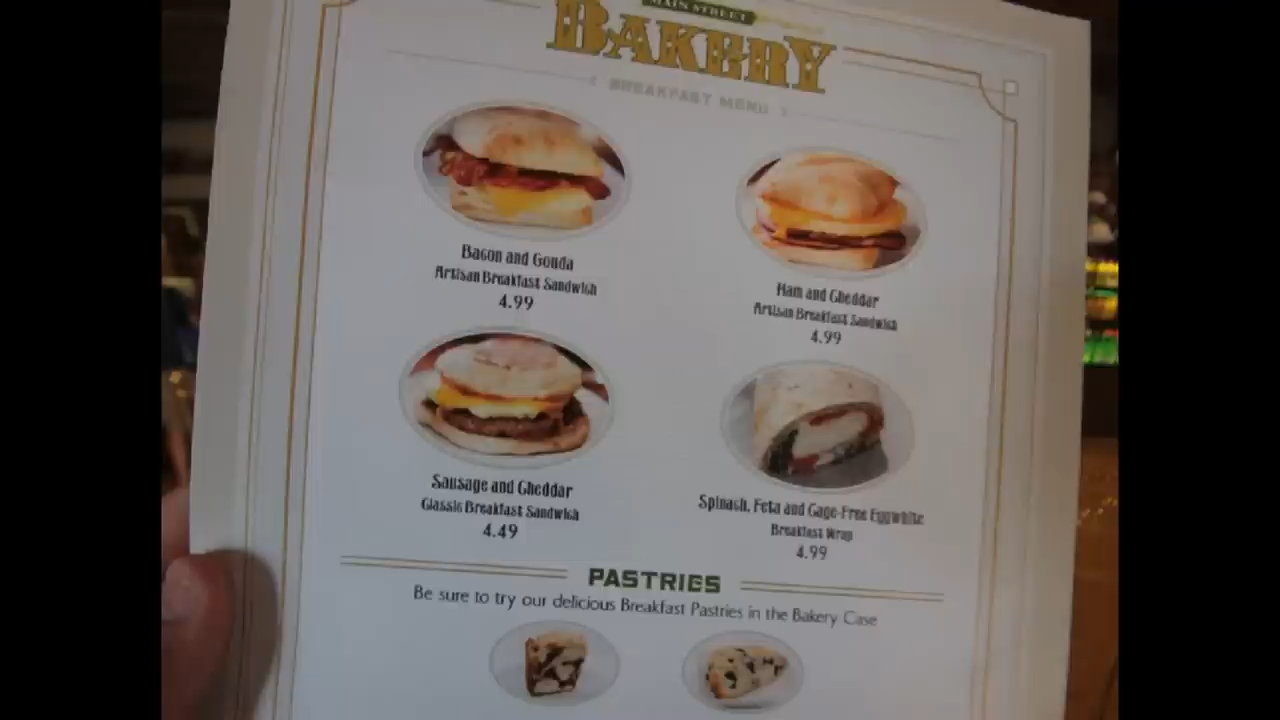 MAIN STREET
BAKERY
BREAKFAST MENU
Bacon and Gouda
Artisan Breakfast Sandwich
4.99
Ham and Cheddar
Artisan Breakfast Sandwich
4.99
Sausage and Cheddar
Classic Breakfast Sandwich
4.49
Spinach, Feta and Cage-Free Eggwhite
Breakfast Wrap
4.99
PASTRIES
Be sure to try our delicious Breakfast Pastries in the Bakery Case